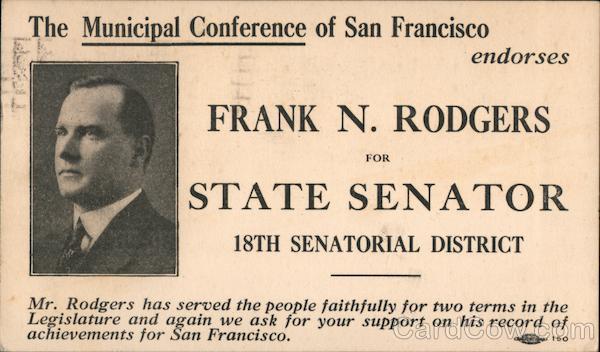 The Municipal Conference of San Francisco
endorses
FRANK N. RODGERS
FOR
STATE SENATOR
18TH SENATORIAL DISTRICT
Mr. Rodgers has served the people faithfully for two terms in the
Legislature and again we ask for your support on his record of
achievements for San Francisco.
CardCow.com